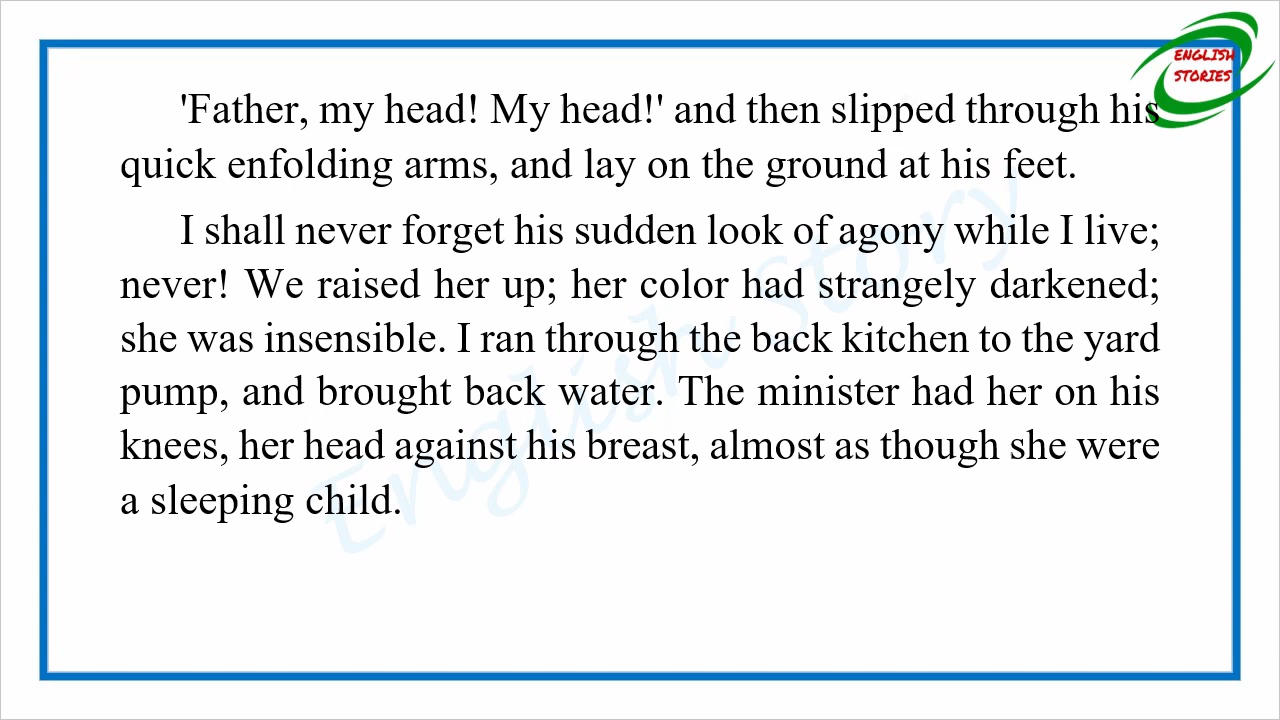 ENGLISH
STORIES
'Father, my head! My head!' and then slipped through his
quick enfolding arms, and lay on the ground at his feet.
I shall never forget his sudden look of agony while I live;
never! We raised her up; her color had strangely darkened;
she was insensible. I ran through the back kitchen to the yard
pump, and brought back water. The minister had her on his
knees, her head against his breast, almost as though she were
a sleeping child.
English Story